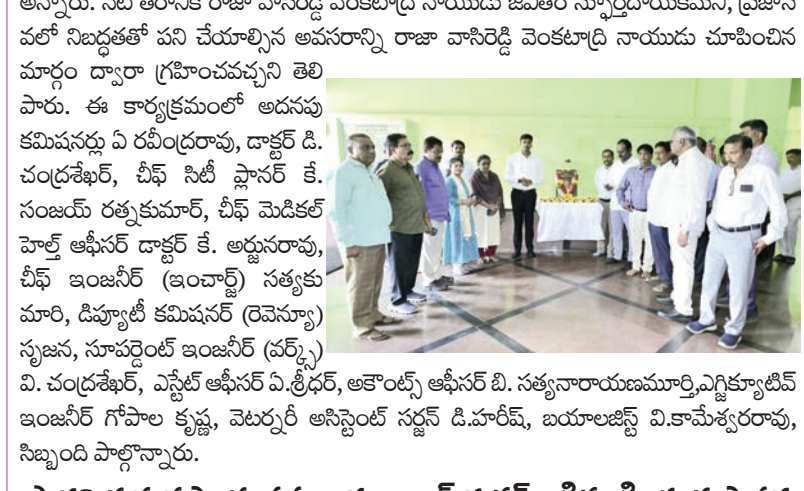 అన్నారు. నేటి తరానికి రాజా వాసిరెడ్డి వెంకటాద్రి నాయుడు జీవితం స్ఫూర్తిదాయకమని, ప్రజాసే
వలో నిబద్ధతతో పని చేయాల్సిన అవసరాన్ని రాజా వాసిరెడ్డి వెంకటాద్రి నాయుడు చూపించిన
మార్గం ద్వారా గ్రహించవచ్చని తెలి
పారు. ఈ కార్యక్రమంలో అదనపు
కమిషనర్లు ఏ రవీంద్రరావు, డాక్టర్ డి.
చంద్రశేఖర్, చీఫ్ సిటీ ప్లానర్ కే.
సంజయ్ రత్నకుమార్, చీఫ్ మెడికల్
హెల్త్ ఆఫీసర్ డాక్టర్ కే. అర్జునరావు,
చీఫ్ ఇంజనీర్ (ఇంచార్జ్) సత్యకు
మారి, డిప్యూటీ కమిషనర్ (రెవెన్యూ)
సృజన, సూపర్డెంట్ ఇంజనీర్ (వర్క్స్)
వి. చంద్రశేఖర్, ఎస్టేట్ ఆఫీసర్ ఏ.శ్రీధర్, అకౌంట్స్ ఆఫీసర్ బి. సత్యనారాయణమూర్తి,ఎగ్జిక్యూటివ్
ఇంజనీర్ గోపాల కృష్ణ, వెటర్నరీ అసిస్టెంట్ సర్జన్ డి.హరీష్, బయాలజిస్ట్ వి.కామేశ్వరరావు,
సిబ్బంది పాల్గొన్నారు.